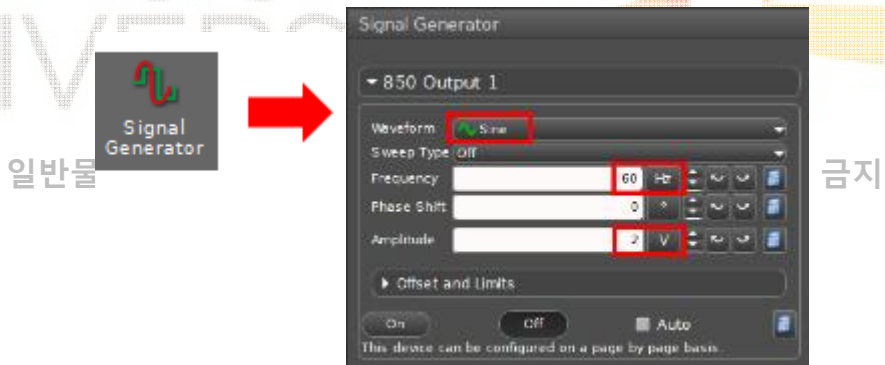 Signal Generator
850 Output 1
Signal
Generator
Waveform Sine
Sweep Type Off
일반물
금지
Frequency 60 Hz
Phase Shift 0 °
Amplitude 2 V
Offset and Limits
On Off Auto
This device can be configured on a page by page basis.